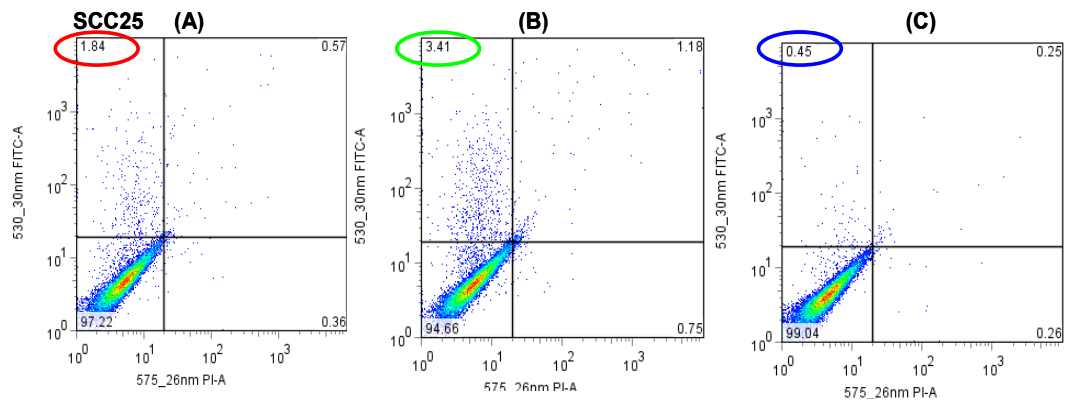 SCC25 (A) (B) (C)
1.84 0.57
3.41 1.18
0.45 0.25
530_30nm FITC-A
10³
10²
10¹
10⁰
97.22 0.36
10⁰ 10¹ 10² 10³
575_26nm PI-A
530_30nm FITC-A
10³
10²
10¹
10⁰
94.66 0.75
10⁰ 10¹ 10² 10³
575_26nm PI-A
530_30nm FITC-A
10³
10²
10¹
10⁰
99.04 0.26
10⁰ 10¹ 10² 10³
575_26nm PI-A